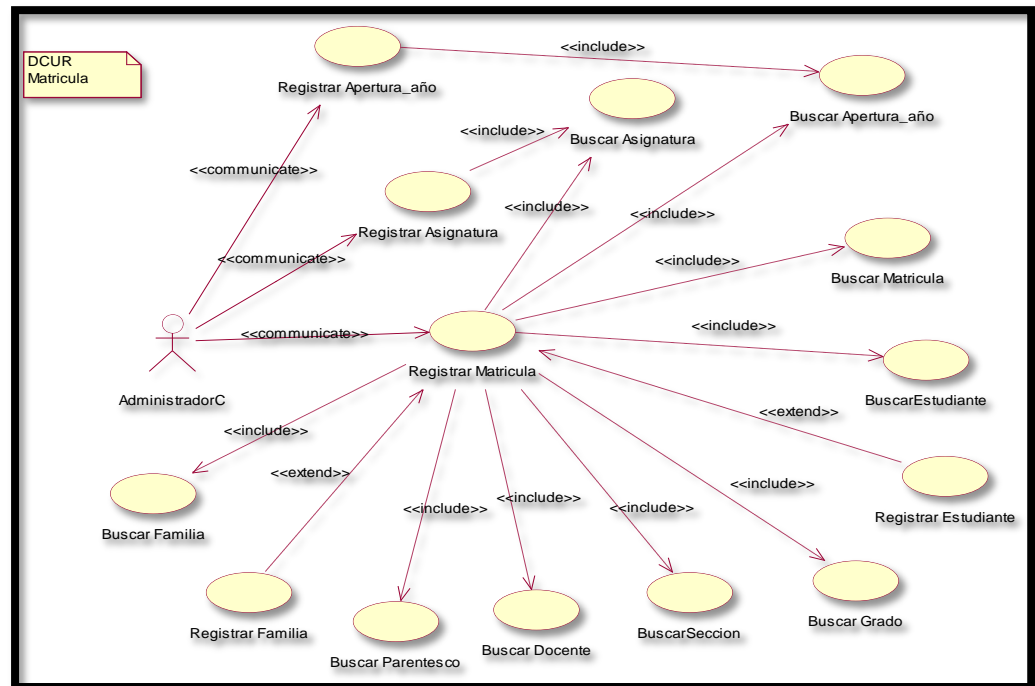 DCUR
Matricula
<<include>>
Registrar Apertura_año
Buscar Apertura_año
<<include>>
Buscar Asignatura
<<communicate>>
<<include>>
<<include>>
Registrar Asignatura
<<communicate>>
<<include>>
Buscar Matricula
<<communicate>>
<<include>>
Registrar Matricula
AdministradorC
BuscarEstudiante
<<extend>>
<<include>>
<<extend>>
<<include>>
<<include>>
<<include>>
<<include>>
Registrar Estudiante
Buscar Familia
Registrar Familia
Buscar Parentesco
Buscar Docente
BuscarSeccion
Buscar Grado